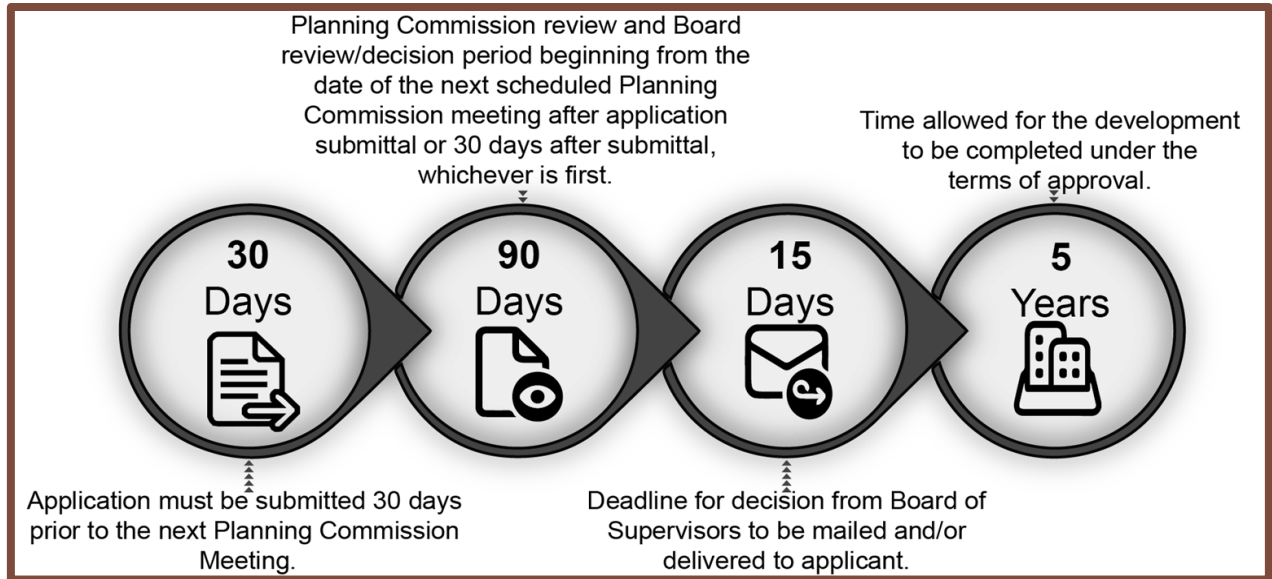 Planning Commission review and Board
review/decision period beginning from the
date of the next scheduled Planning
Commission meeting after application
submittal or 30 days after submittal,
whichever is first.
Time allowed for the development
to be completed under the
terms of approval.
30
Days
90
Days
15
Days
5
Years
Application must be submitted 30 days
prior to the next Planning Commission
Meeting.
Deadline for decision from Board of
Supervisors to be mailed and/or
delivered to applicant.